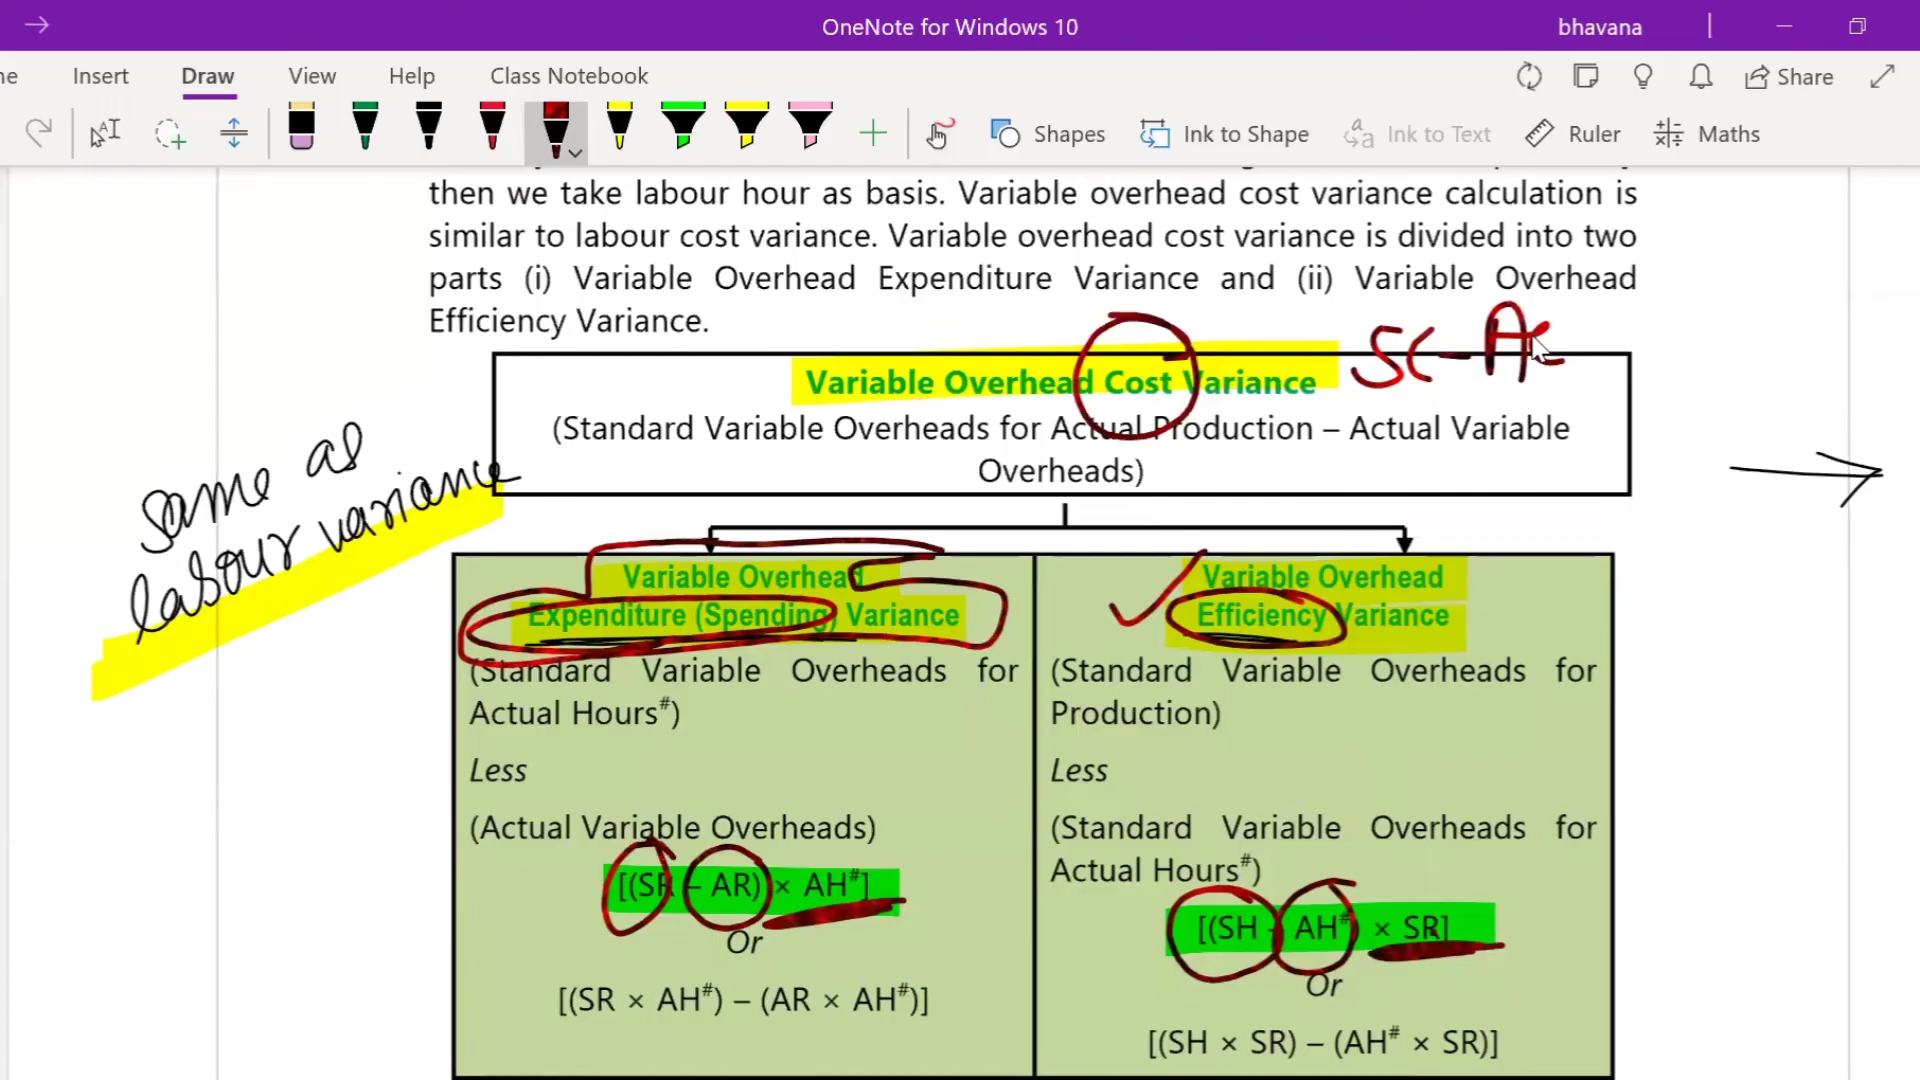 OneNote for Windows 10
bhavana
Insert Draw View Help Class Notebook Share
Shapes Ink to Shape Ink to Text Ruler Maths
then we take labour hour as basis. Variable overhead cost variance calculation is
similar to labour cost variance. Variable overhead cost variance is divided into two
parts (i) Variable Overhead Expenditure Variance and (ii) Variable Overhead
Efficiency Variance.
SC - AC
Variable Overhead Cost Variance
(Standard Variable Overheads for Actual Production – Actual Variable
Overheads)
same as
labour variance
Variable Overhead
Expenditure (Spending) Variance
(Standard Variable Overheads for
Actual Hours#)
Less
(Actual Variable Overheads)
[(SR – AR) × AH#]
Or
[(SR × AH#) – (AR × AH#)]
Variable Overhead
Efficiency Variance
(Standard Variable Overheads for
Production)
Less
(Standard Variable Overheads for
Actual Hours#)
[(SH – AH#) × SR]
Or
[(SH × SR) – (AH# × SR)]